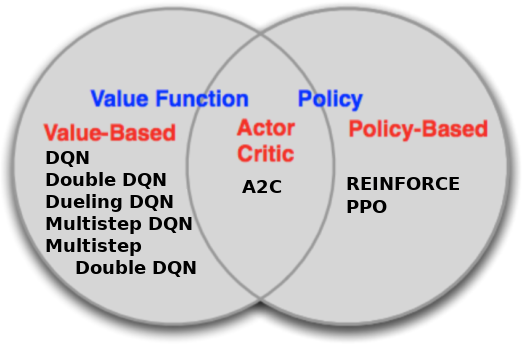 Value Function
Policy
Value-Based
Actor
Critic
Policy-Based
DQN
Double DQN
Dueling DQN
Multistep DQN
Multistep
Double DQN
A2C
REINFORCE
PPO